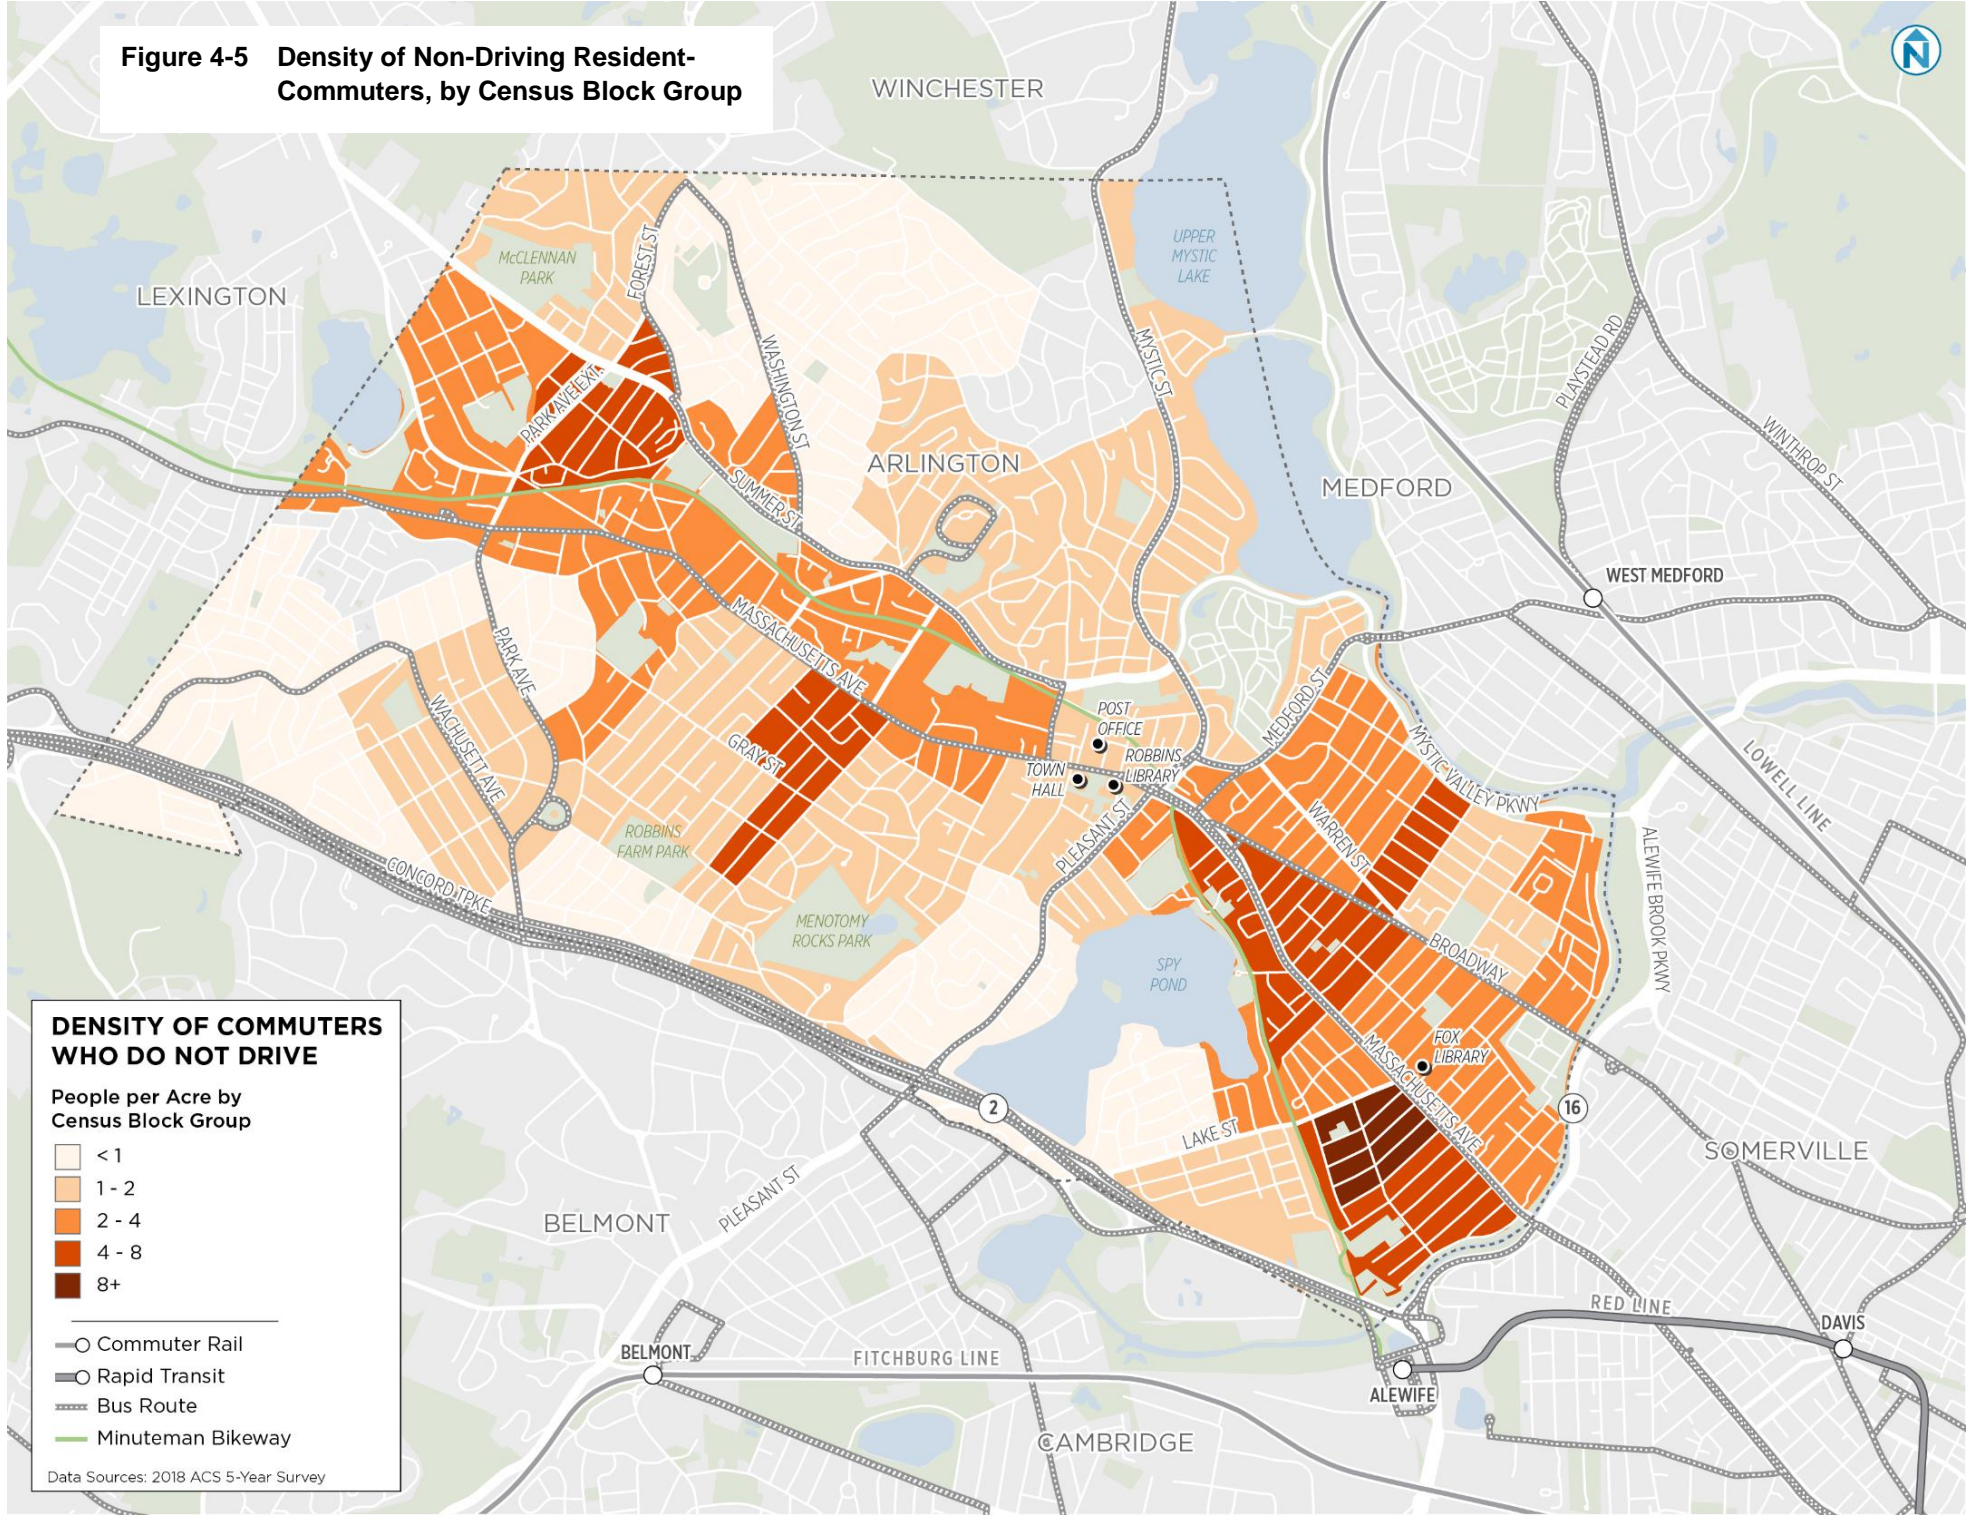 Figure 4-5 Density of Non-Driving Resident-
Commuters, by Census Block Group
N
WINCHESTER
McCLENNAN
PARK
FOREST ST
UPPER
MYSTIC
LAKE
LEXINGTON
WASHINGTON ST
MYSTIC ST
PLAYSTEAD RD
PARK AVE EXT.
WINTHROP ST
ARLINGTON
MEDFORD
SUMMER ST
WEST MEDFORD
MASSACHUSETTS AVE
PARK AVE
WACHUSETT AVE
GRAY ST
POST
OFFICE
MEDFORD ST
TOWN
HALL
ROBBINS
LIBRARY
MYSTIC VALLEY PKWY
LOWELL LINE
PLEASANT ST
WARREN ST
ROBBINS
FARM PARK
ALEWIFE BROOK PKWY
CONCORD TPKE
MENOTOMY
ROCKS PARK
BROADWAY
SPY
POND
FOX
LIBRARY
MASSACHUSETTS AVE
2
16
LAKE ST
SOMERVILLE
PLEASANT ST
BELMONT
RED LINE
DAVIS
BELMONT
FITCHBURG LINE
ALEWIFE
CAMBRIDGE
DENSITY OF COMMUTERS
WHO DO NOT DRIVE
People per Acre by
Census Block Group
< 1
1 - 2
2 - 4
4 - 8
8+
Commuter Rail
Rapid Transit
Bus Route
Minuteman Bikeway
Data Sources: 2018 ACS 5-Year Survey